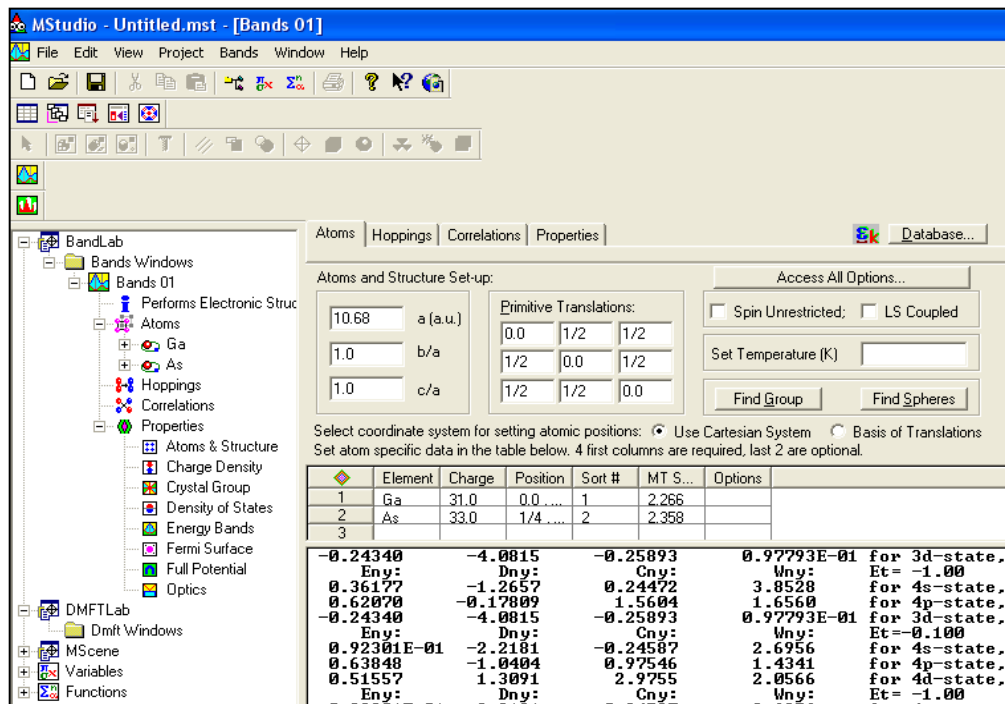 MStudio - Untitled.mst - [Bands 01]
File Edit View Project Bands Window Help
BandLab
Bands Windows
Bands 01
Performs Electronic Struc
Atoms
Ga
As
Hoppings
Correlations
Properties
Atoms & Structure
Charge Density
Crystal Group
Density of States
Energy Bands
Fermi Surface
Full Potential
Optics
DMFTLab
Dmft Windows
MScene
Variables
Functions
Atoms Hoppings Correlations Properties Database...
Atoms and Structure Set-up: Access All Options...
10.68 a (a.u.)
1.0 b/a
1.0 c/a
Primitive Translations:
0.0 1/2 1/2
1/2 0.0 1/2
1/2 1/2 0.0
Spin Unrestricted; LS Coupled
Set Temperature (K)
Find Group Find Spheres
Select coordinate system for setting atomic positions: Use Cartesian System Basis of Translations
Set atom specific data in the table below. 4 first columns are required, last 2 are optional.
Element Charge Position Sort # MT S... Options
1 Ga 31.0 0.0 .... 1 2.266
2 As 33.0 1/4 .... 2 2.358
3
-0.24340 -4.0815 -0.25893 0.97793E-01 for 3d-state,
Eny: Dny: Cny: Wny: Et= -1.00
0.36177 -1.2657 0.24472 3.8528 for 4s-state,
0.62070 -0.17809 1.5604 1.6560 for 4p-state,
-0.24340 -4.0815 -0.25893 0.97793E-01 for 3d-state,
Eny: Dny: Cny: Wny: Et=-0.100
0.92301E-01 -2.2181 -0.24587 2.6956 for 4s-state,
0.63848 -1.0404 0.97546 1.4341 for 4p-state,
0.51557 1.3091 2.9755 2.0566 for 4d-state,
Eny: Dny: Cny: Wny: Et= -1.00